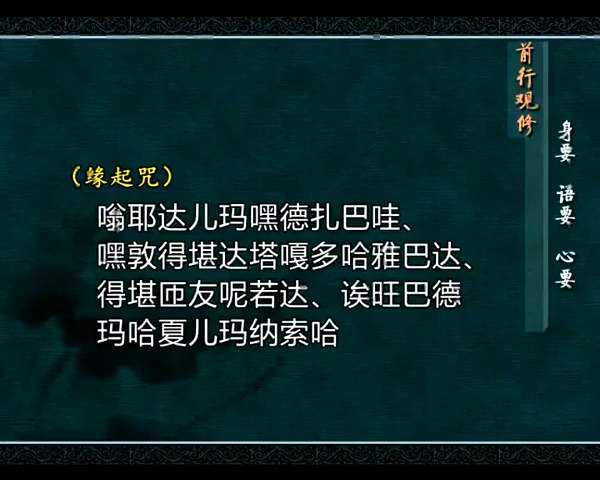 前行观修
身要 语要 心要
（缘起咒）
嗡耶达儿玛嘿德扎巴哇、
嘿敦得堪达塔嘎多哈雅巴达、
得堪匝友呢若达、诶旺巴德
玛哈夏儿玛纳索哈